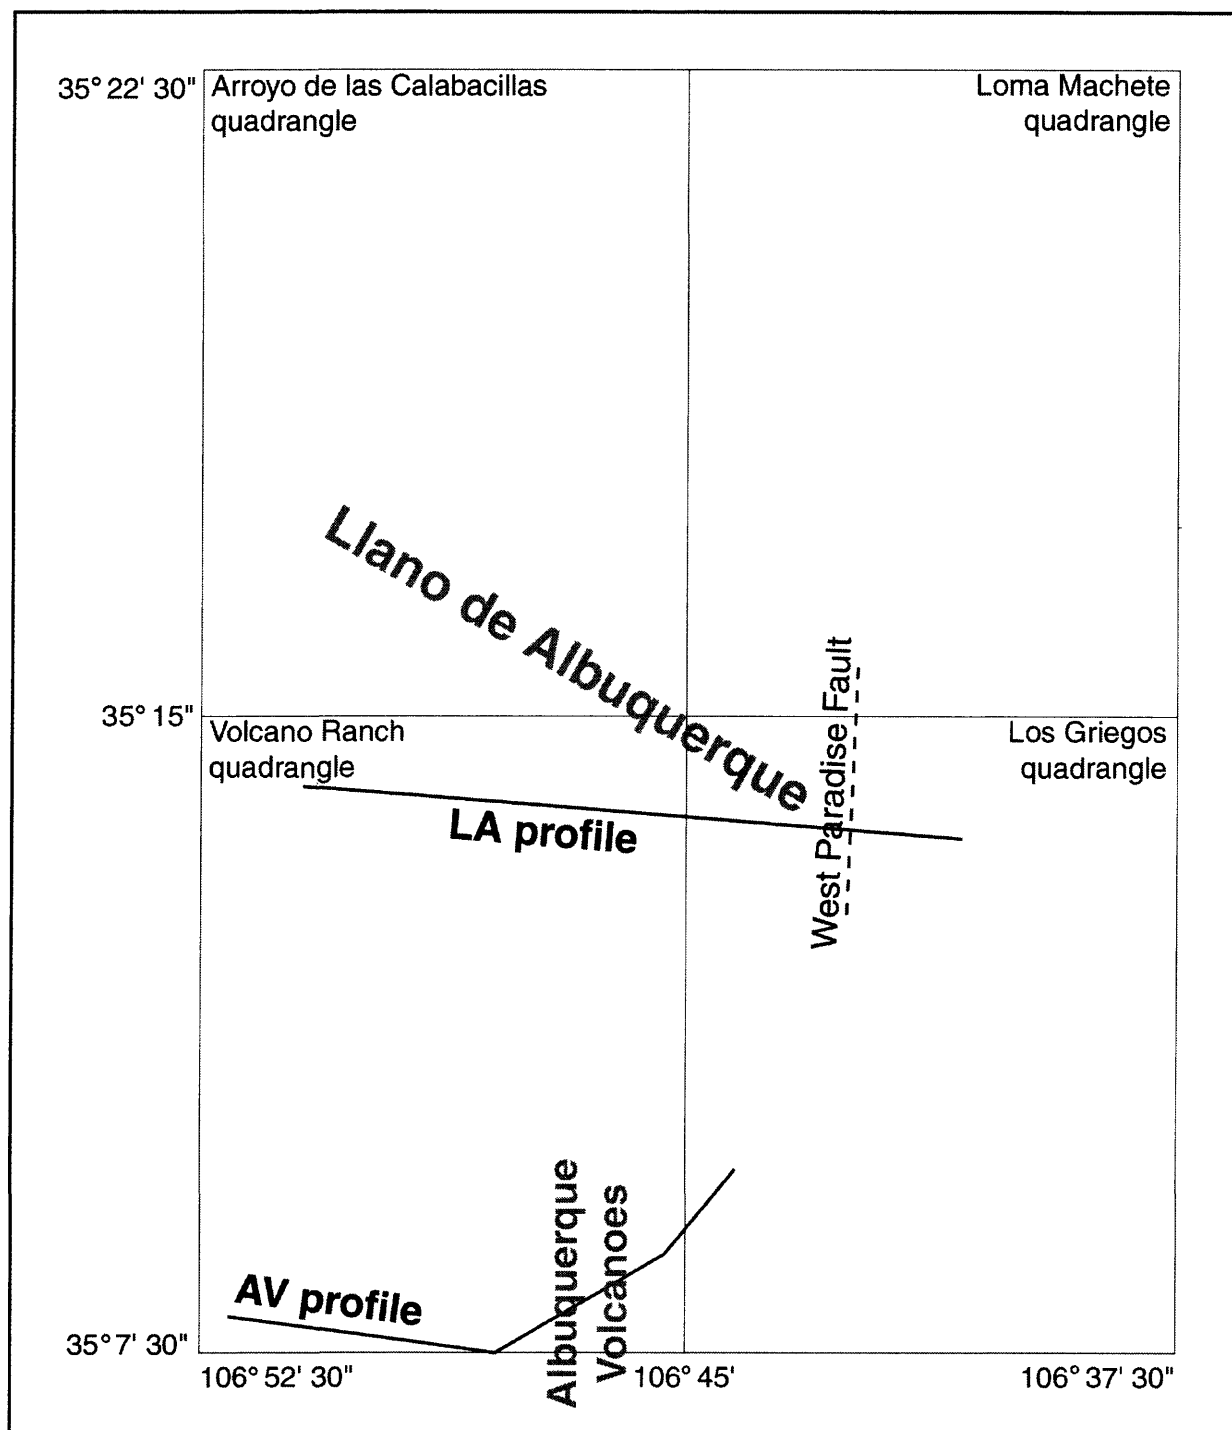 35° 22' 30"
Arroyo de las Calabacillas
quadrangle
Loma Machete
quadrangle
Llano de Albuquerque
West Paradise Fault
35° 15"
Volcano Ranch
quadrangle
Los Griegos
quadrangle
LA profile
Albuquerque
Volcanoes
AV profile
35° 7' 30"
106° 52' 30"
106° 45'
106° 37' 30"